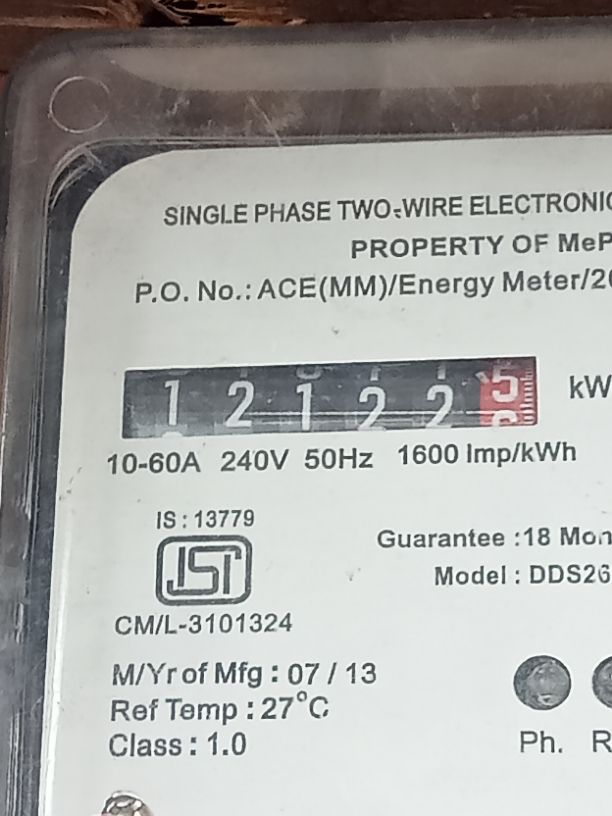 SINGLE PHASE TWO-WIRE ELECTRONIC
PROPERTY OF MeP
P.O. No.: ACE(MM)/Energy Meter/20
1 2 1 2 2 5 kW
10-60A 240V 50Hz 1600 Imp/kWh
IS : 13779
ISI
Guarantee :18 Mon
Model : DDS26
CM/L-3101324
M/Yr of Mfg : 07 / 13
Ref Temp : 27°C
Class : 1.0
Ph. R